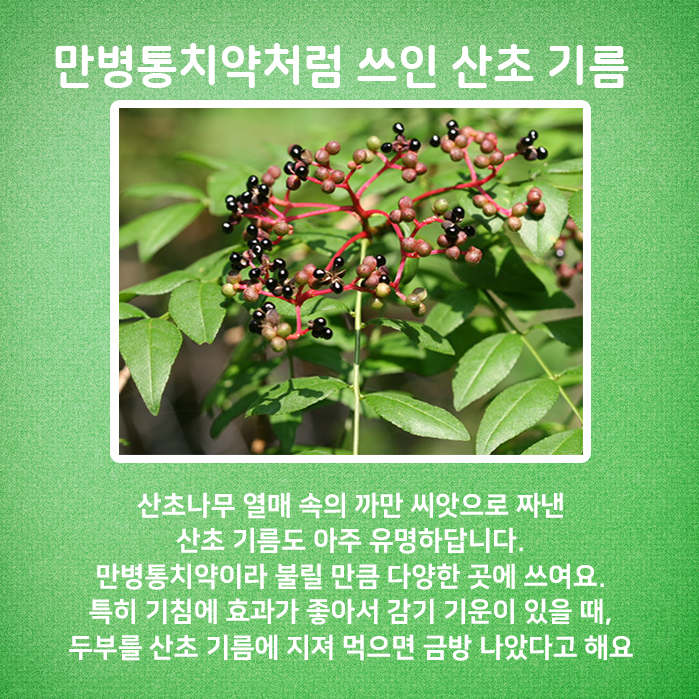 만병통치약처럼 쓰인 산초 기름
산초나무 열매 속의 까만 씨앗으로 짜낸
산초 기름도 아주 유명하답니다.
만병통치약이라 불릴 만큼 다양한 곳에 쓰여요.
특히 기침에 효과가 좋아서 감기 기운이 있을 때,
두부를 산초 기름에 지져 먹으면 금방 나았다고 해요